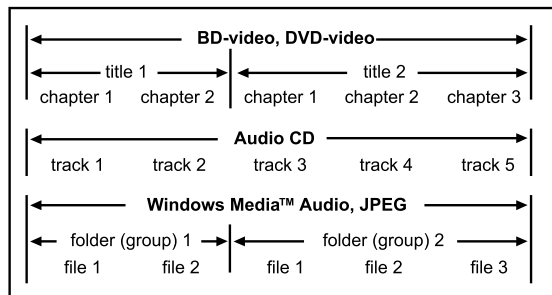 BD-video, DVD-video
title 1 title 2
chapter 1 chapter 2 chapter 1 chapter 2 chapter 3
Audio CD
track 1 track 2 track 3 track 4 track 5
Windows Media™ Audio, JPEG
folder (group) 1 folder (group) 2
file 1 file 2 file 1 file 2 file 3